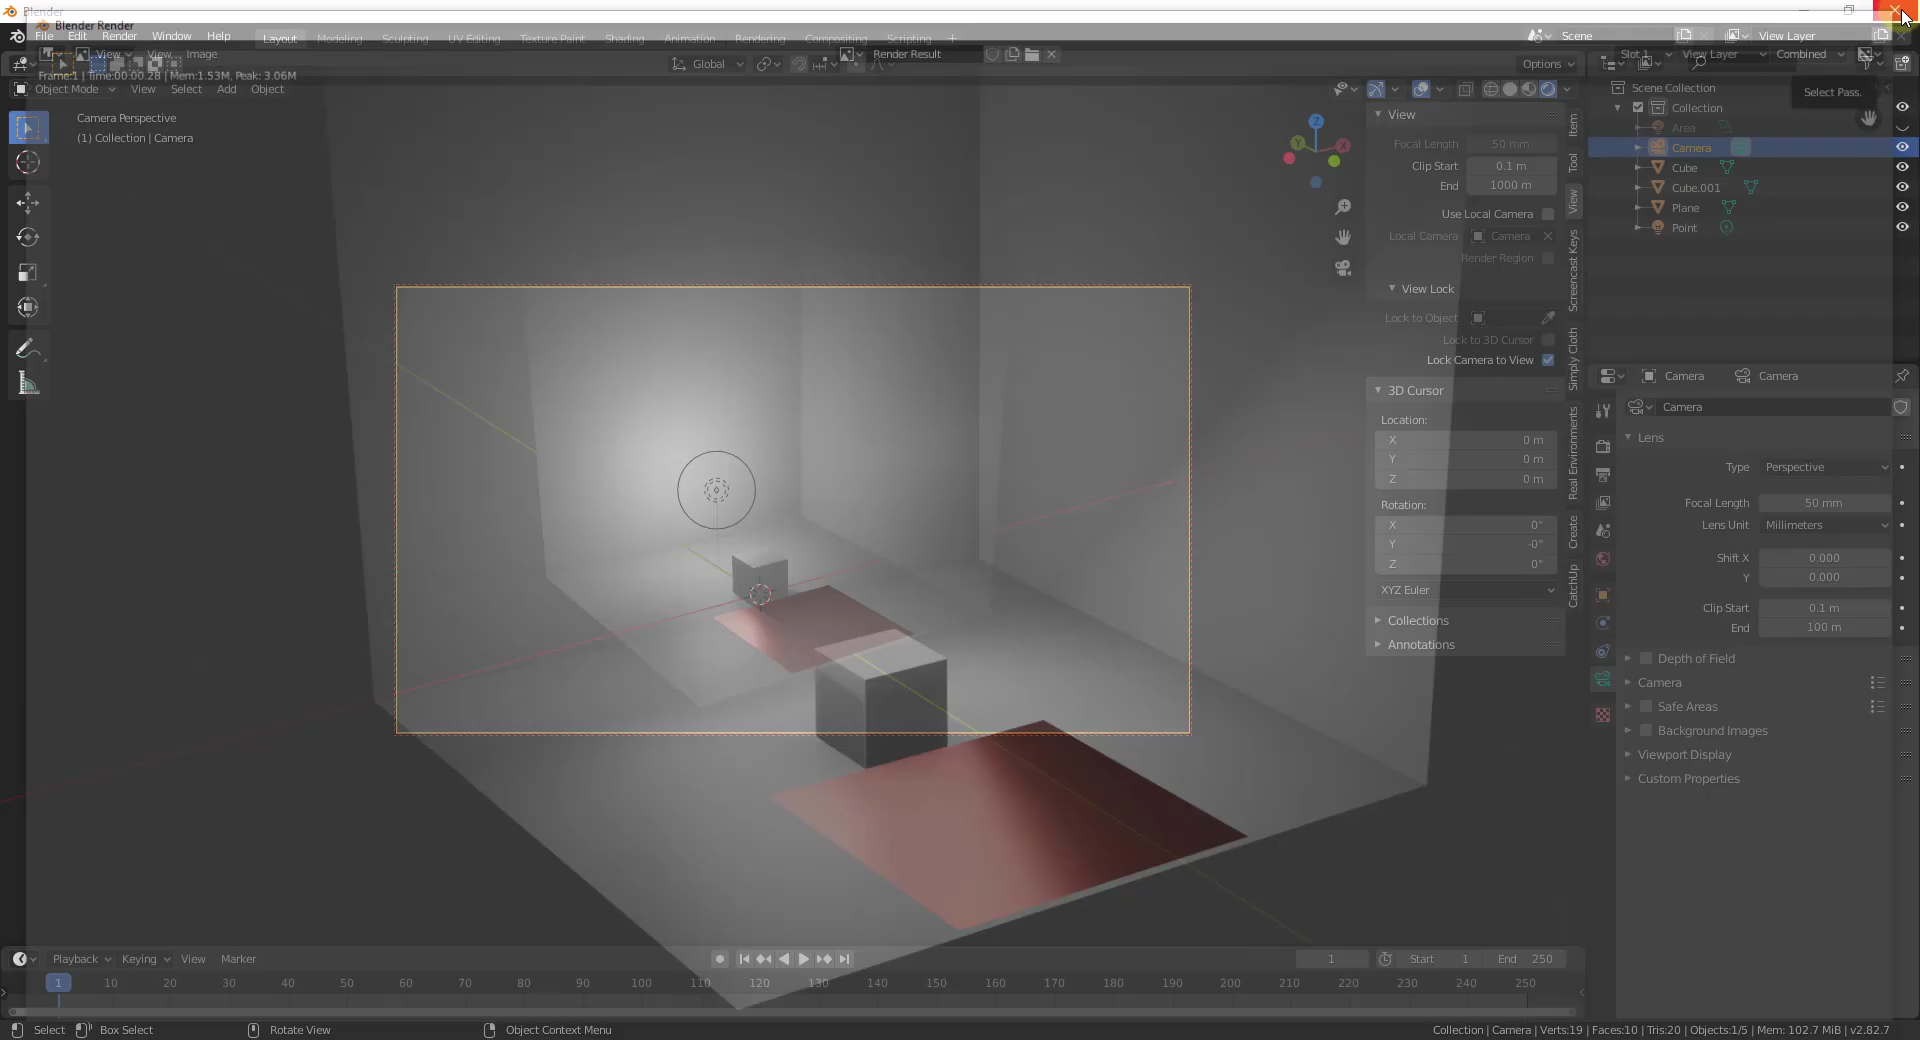 Blender
Blender Render
File Edit Render Window Help
Layout Modeling Sculpting UV Editing Texture Paint Shading Animation Rendering Compositing Scripting +
Scene
View Layer
View View Image
Render Result
Slot 1 View Layer Combined
Global
Options
Frame:1 | Time:00:00.28 | Mem:1.53M, Peak: 3.06M
Object Mode View Select Add Object
Select Pass.
Camera Perspective
(1) Collection | Camera
Scene Collection
Collection
Area
Camera
Cube
Cube.001
Plane
Point
View
Focal Length 50 mm
Clip Start 0.1 m
End 1000 m
Use Local Camera
Local Camera Camera
Render Region
View Lock
Lock to Object
Lock to 3D Cursor
Lock Camera to View
3D Cursor
Location:
X 0 m
Y 0 m
Z 0 m
Rotation:
X 0°
Y -0°
Z 0°
XYZ Euler
Collections
Annotations
Item
Tool
View
Screencast Keys
Simply Cloth
Real Environments
Create
CatchUp
X
Y
Z
Camera Camera
Camera
Lens
Type Perspective
Focal Length 50 mm
Lens Unit Millimeters
Shift X 0.000
Y 0.000
Clip Start 0.1 m
End 100 m
Depth of Field
Camera
Safe Areas
Background Images
Viewport Display
Custom Properties
Playback Keying View Marker
1
Start 1
End 250
1 10 20 30 40 50 60 70 80 90 100 110 120 130 140 150 160 170 180 190 200 210 220 230 240 250
Select Box Select Rotate View Object Context Menu
Collection | Camera | Verts:19 | Faces:10 | Tris:20 | Objects:1/5 | Mem: 102.7 MiB | v2.82.7